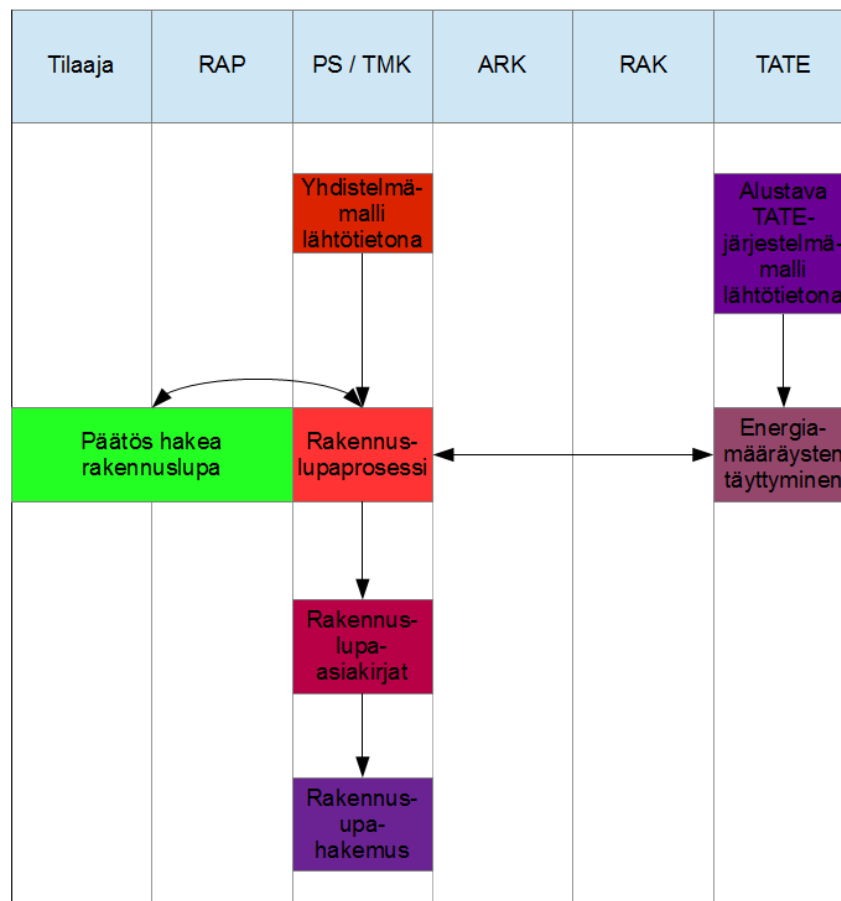 Tilaaja
RAP
PS / TMK
ARK
RAK
TATE
Yhdistelmä-
malli
lähtötietona
Alustava
TATE-
järjestelmä-
malli
lähtötietona
Päätös hakea
rakennuslupa
Rakennus-
lupaprosessi
Energia-
määräysten
täyttyminen
Rakennus-
lupa-
asiakirjat
Rakennus-
upa-
hakemus